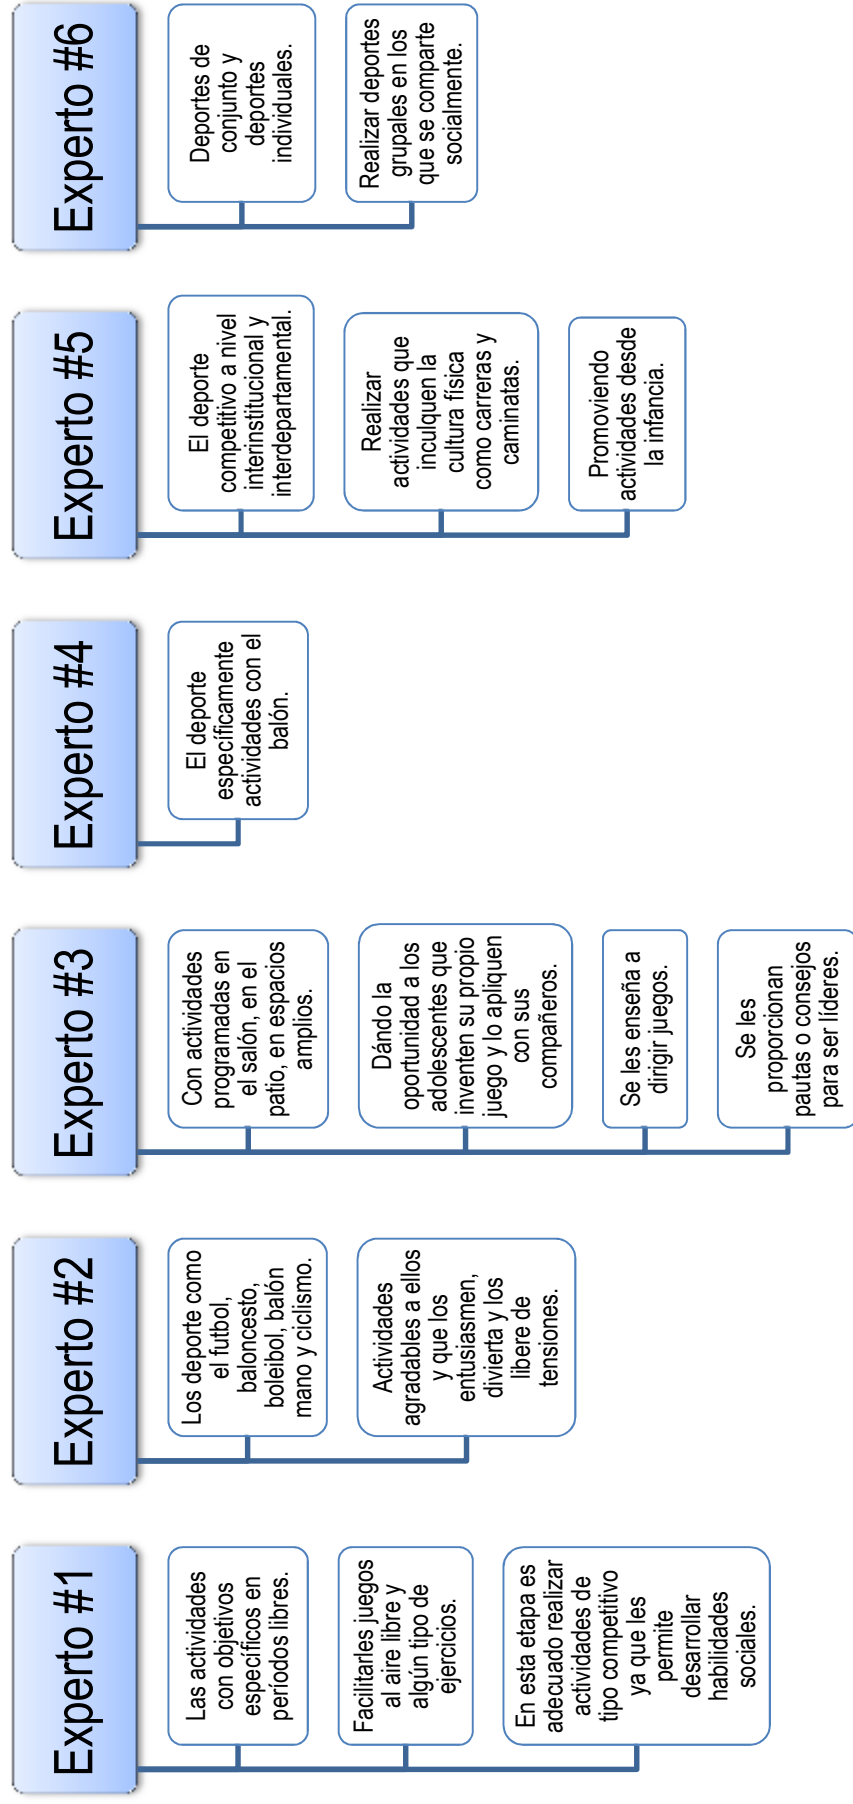 Experto #1
Las actividades
con objetivos
específicos en
períodos libres.
Facilitarles juegos
al aire libre y
algún tipo de
ejercicios.
En esta etapa es
adecuado realizar
actividades de
tipo competitivo
ya que les
permite
desarrollar
habilidades
sociales.
Experto #2
Los deporte como
el futbol,
baloncesto,
boleibol, balón
mano y ciclismo.
Actividades
agradables a ellos
y que los
entusiasmen,
divierta y los
libere de
tensiones.
Experto #3
Con actividades
programadas en
el salón, en el
patio, en espacios
amplios.
Dándo la
oportunidad a los
adolescentes que
inventen su propio
juego y lo apliquen
con sus
compañeros.
Se les enseña a
dirigir juegos.
Se les
proporcionan
pautas o consejos
para ser líderes.
Experto #4
El deporte
específicamente
actividades con el
balón.
Experto #5
El deporte
competitivo a nivel
interinstitucional y
interdepartamental.
Realizar
actividades que
inculquen la
cultura física
como carreras y
caminatas.
Promoviendo
actividades desde
la infancia.
Experto #6
Deportes de
conjunto y
deportes
individuales.
Realizar deportes
grupales en los
que se comparte
socialmente.